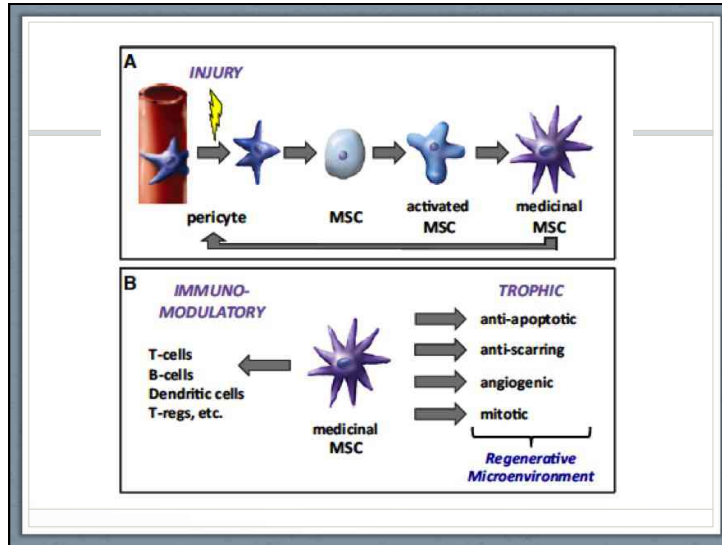 A
INJURY
pericyte
MSC
activated
MSC
medicinal
MSC
B
IMMUNO-
MODULATORY
T-cells
B-cells
Dendritic cells
T-regs, etc.
medicinal
MSC
TROPHIC
anti-apoptotic
anti-scarring
angiogenic
mitotic
Regenerative
Microenvironment